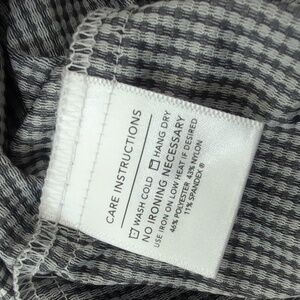 CARE INSTRUCTIONS
WASH COLD HANG DRY
NO IRONING NECESSARY
USE IRON ON LOW HEAT IF DESIRED
46% POLYESTER 43% NYLON
11% SPANDEX ®